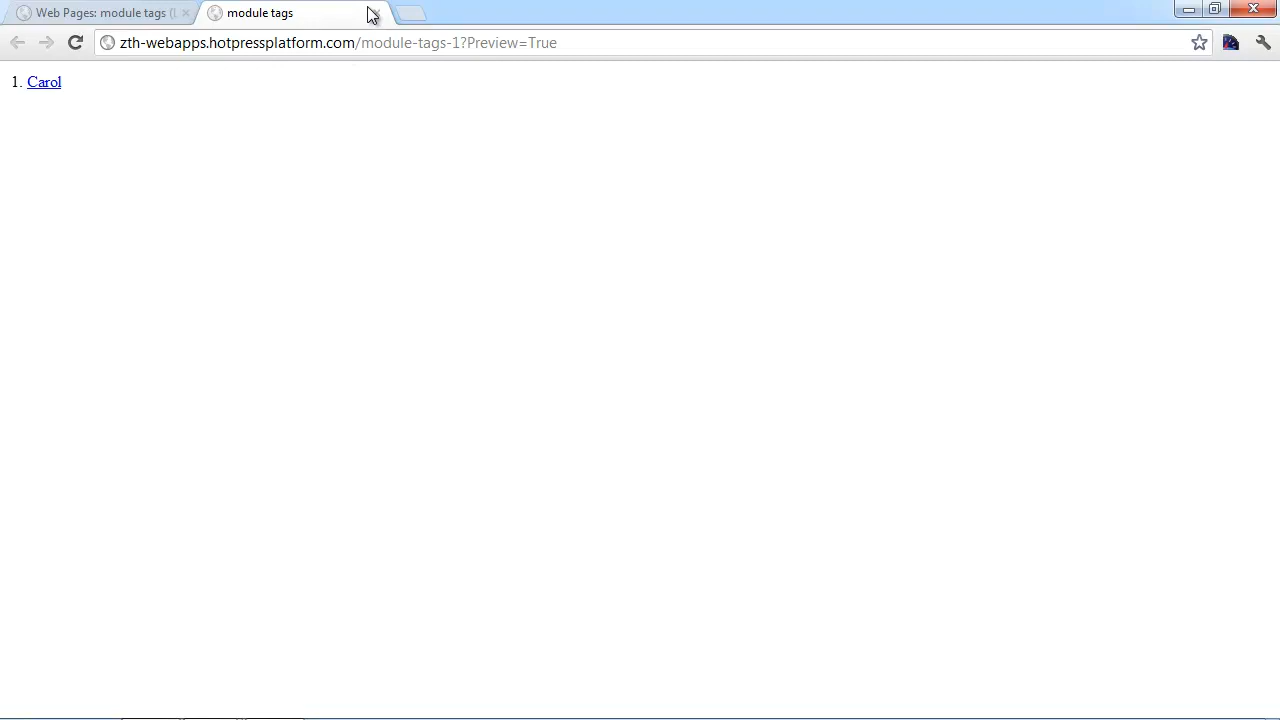 Web Pages: module tags (
module tags
zth-webapps.hotpressplatform.com/module-tags-1?Preview=True
1. Carol